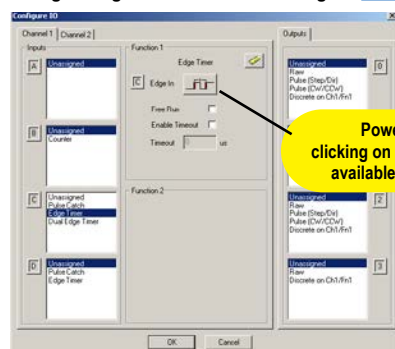 Configure IO
Channel 1
Channel 2
Inputs
A
Unassigned
B
Unassigned
Counter
C
Unassigned
Pulse Catch
Edge Timer
Dual Edge Timer
D
Unassigned
Pulse Catch
Edge Timer
Function 1
Edge Timer
C
Edge In
Free Run
Enable Timeout
Timeout
us
Function 2
Outputs
Unassigned
Raw
Pulse (Step/Dir)
Pulse (CW/CCW)
Discrete on Ch1/Fn1
0
clicking on
available
Unassigned
Raw
Pulse (Step/Dir)
Pulse (CW/CCW)
Discrete on Ch1/Fn1
2
Unassigned
Raw
Discrete on Ch1/Fn1
3
OK
Cancel